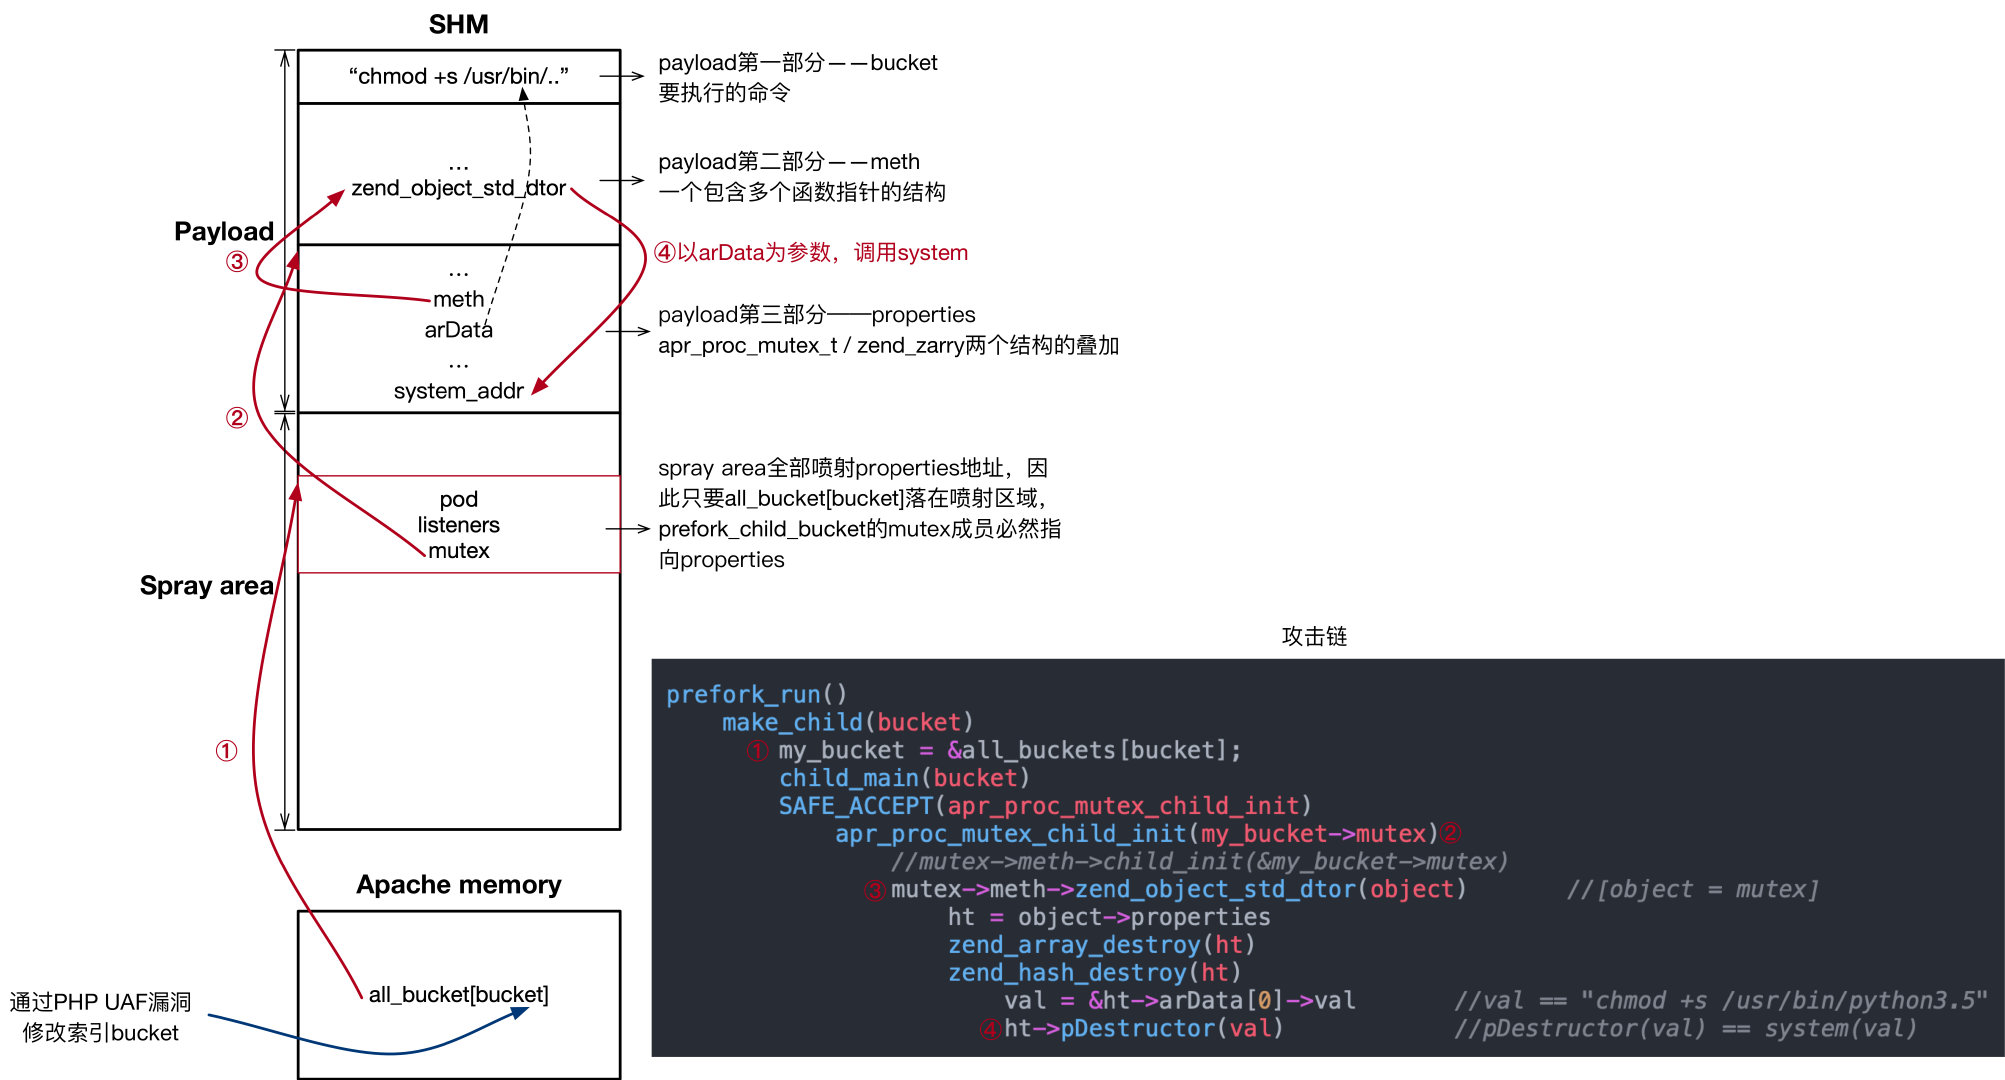 SHM
“chmod +s /usr/bin/..”
payload第一部分——bucket
要执行的命令
...
zend_object_std_dtor
payload第二部分——meth
一个包含多个函数指针的结构
Payload
③
④以arData为参数，调用system
...
meth
arData
...
system_addr
payload第三部分——properties
apr_proc_mutex_t / zend_zarry两个结构的叠加
②
pod
listeners
mutex
spray area全部喷射properties地址，因
此只要all_bucket[bucket]落在喷射区域，
prefork_child_bucket的mutex成员必然指
向properties
Spray area
①
Apache memory
all_bucket[bucket]
通过PHP UAF漏洞
修改索引bucket
攻击链
prefork_run()
make_child(bucket)
① my_bucket = &all_buckets[bucket];
child_main(bucket)
SAFE_ACCEPT(apr_proc_mutex_child_init)
apr_proc_mutex_child_init(my_bucket->mutex)②
//mutex->meth->child_init(&my_bucket->mutex)
③mutex->meth->zend_object_std_dtor(object) //[object = mutex]
ht = object->properties
zend_array_destroy(ht)
zend_hash_destroy(ht)
val = &ht->arData[0]->val //val == "chmod +s /usr/bin/python3.5"
④ht->pDestructor(val) //pDestructor(val) == system(val)